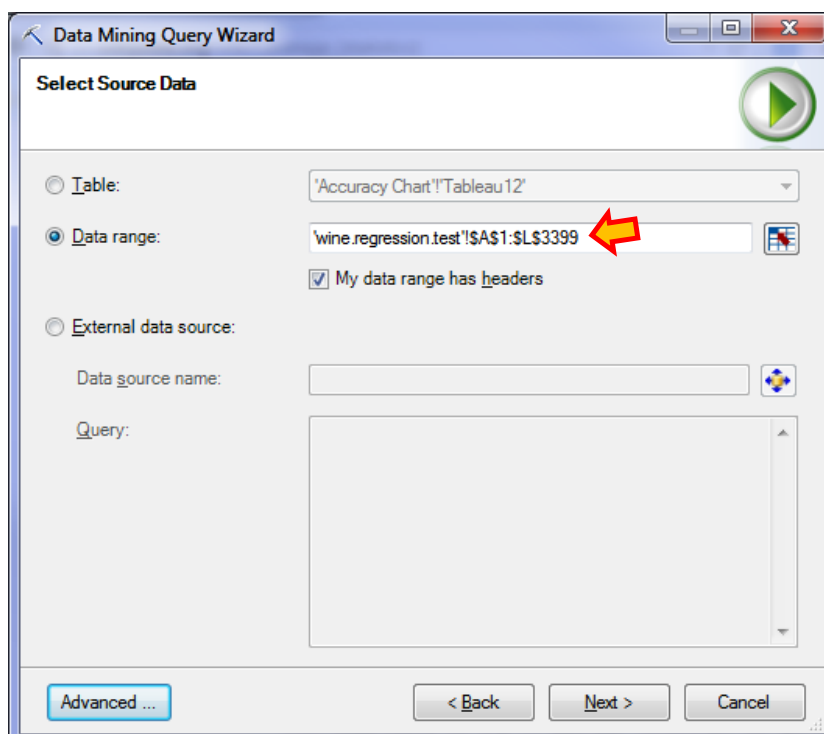 Data Mining Query Wizard
Select Source Data
Table:
'Accuracy Chart'!'Tableau12'
Data range:
'wine.regression.test'!$A$1:$L$3399
My data range has headers
External data source:
Data source name:
Query:
Advanced ...
< Back
Next >
Cancel